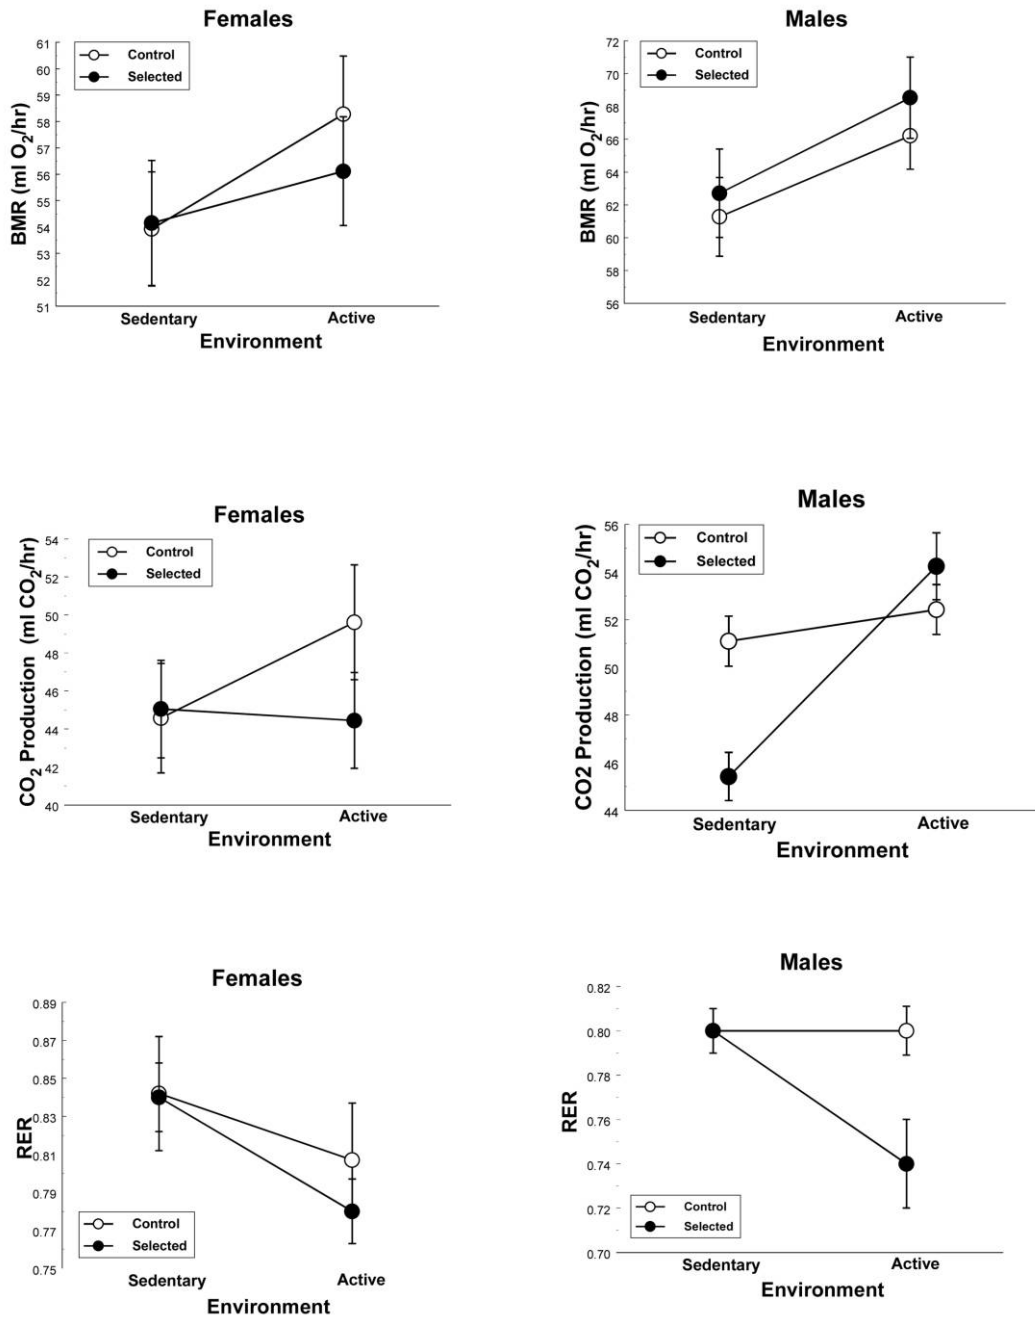 Females
Control
Selected
BMR (ml O2/hr)
61
60
59
58
57
56
55
54
53
52
51
Sedentary
Active
Environment
Males
Control
Selected
BMR (ml O2/hr)
72
70
68
66
64
62
60
58
56
Sedentary
Active
Environment
Females
Control
Selected
CO2 Production (ml CO2/hr)
54
52
50
48
46
44
42
40
Sedentary
Active
Environment
Males
Control
Selected
CO2 Production (ml CO2/hr)
56
54
52
50
48
46
44
Sedentary
Active
Environment
Females
RER
0.89
0.87
0.85
0.83
0.81
0.79
0.77
0.75
Control
Selected
Sedentary
Active
Environment
Males
RER
0.82
0.80
0.78
0.76
0.74
0.72
0.70
Control
Selected
Sedentary
Active
Environment